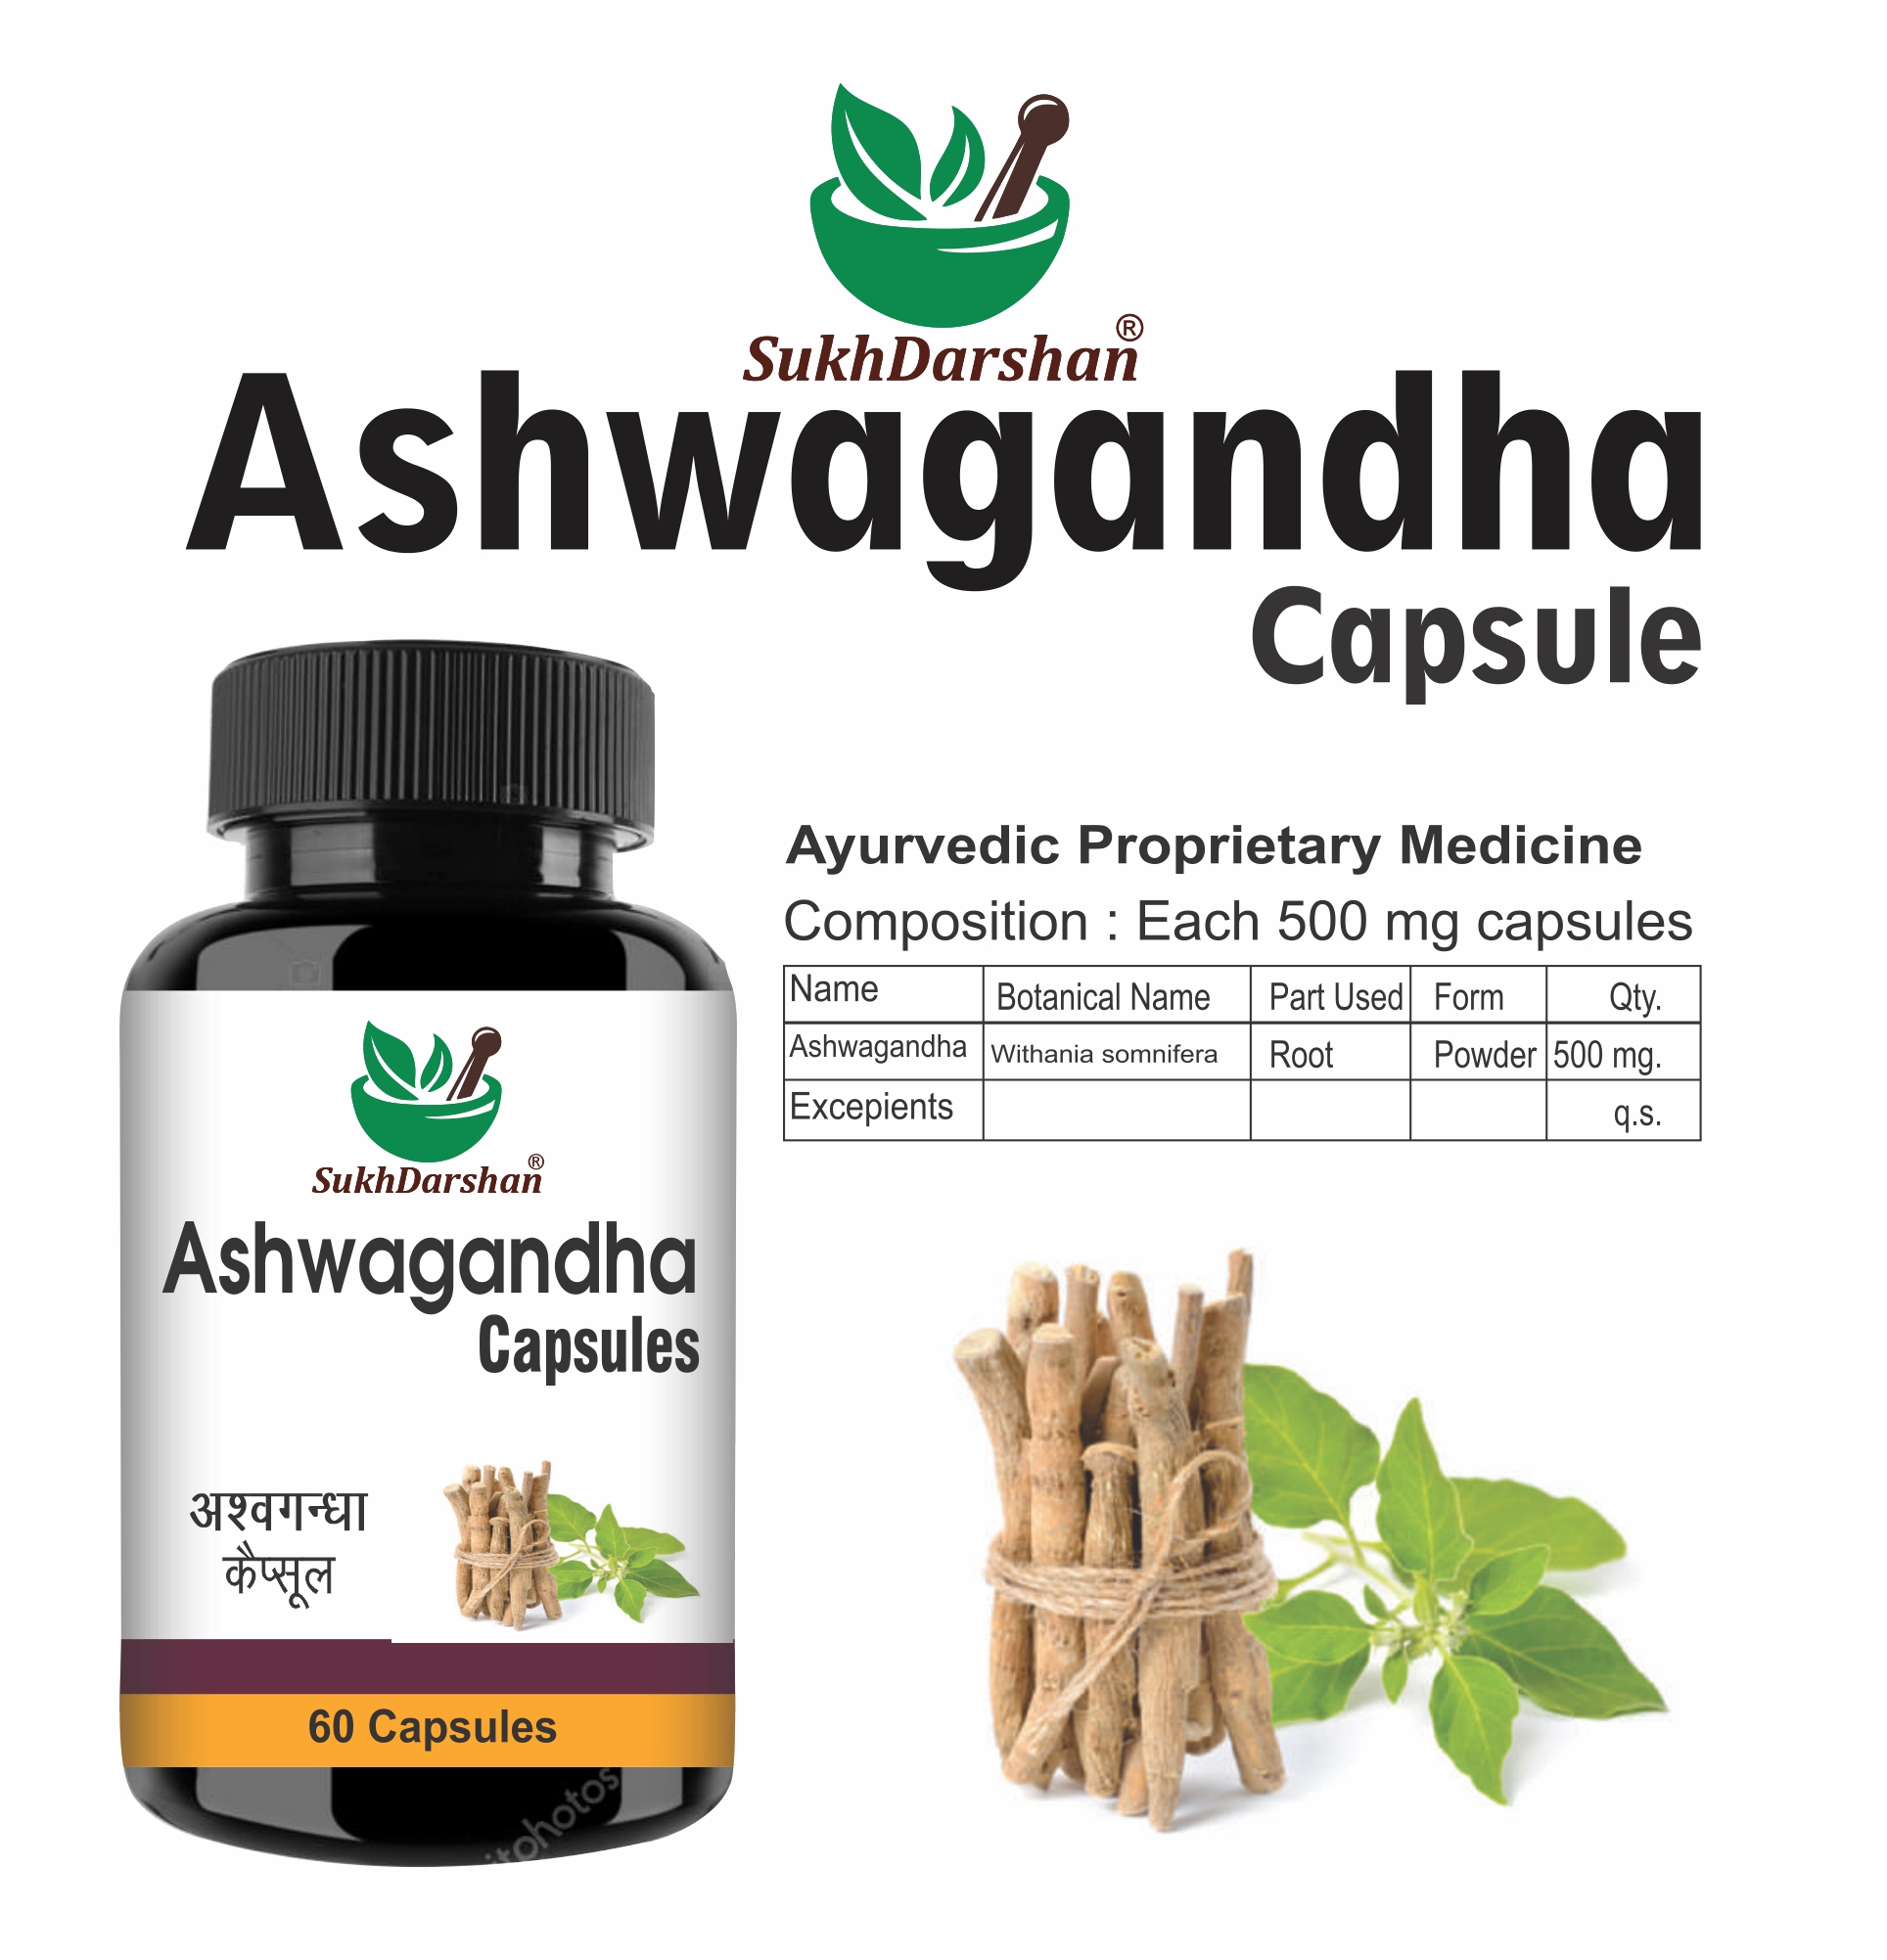 SukhDarshan®
Ashwagandha
Capsule
Ayurvedic Proprietary Medicine
Composition : Each 500 mg capsules
Name Botanical Name Part Used Form Qty.
Ashwagandha Withania somnifera Root Powder 500 mg.
Excepients q.s.
SukhDarshan®
Ashwagandha
Capsules
अश्वगन्धा
कैप्सूल
60 Capsules